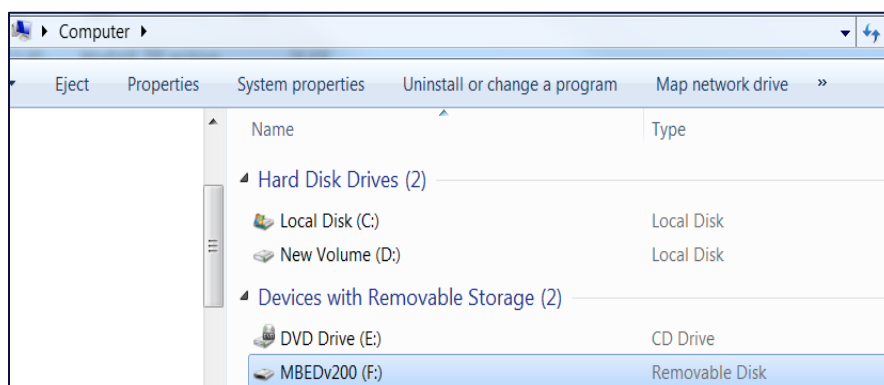 Computer
Eject Properties System properties Uninstall or change a program Map network drive »
Name Type
Hard Disk Drives (2)
Local Disk (C:) Local Disk
New Volume (D:) Local Disk
Devices with Removable Storage (2)
DVD Drive (E:) CD Drive
MBEDv200 (F:) Removable Disk